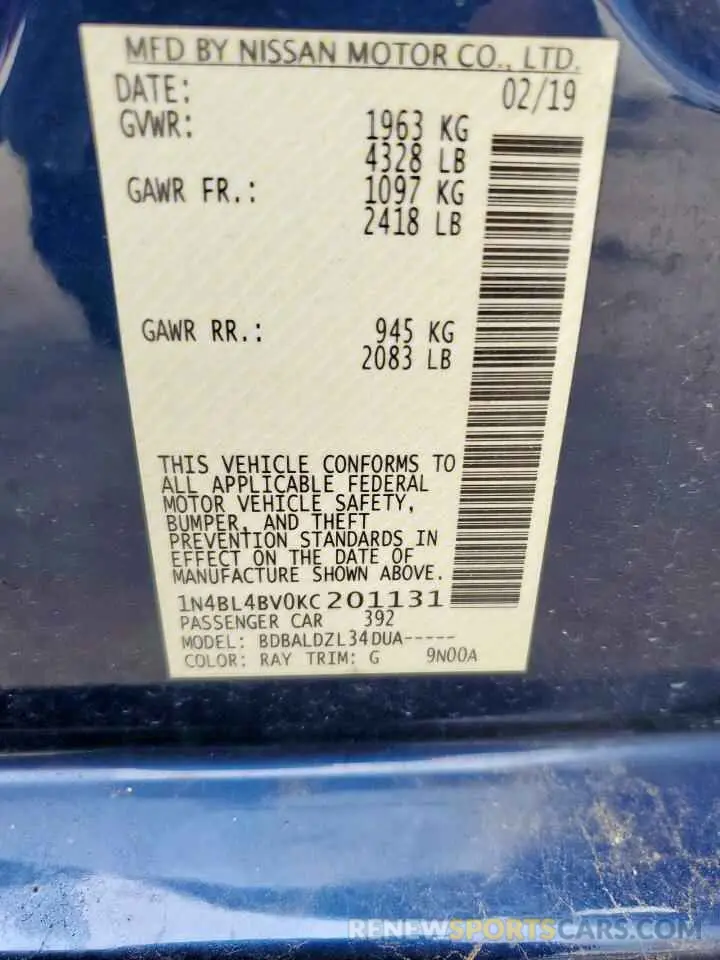 MFD BY NISSAN MOTOR CO., LTD.
DATE: 02/19
GVWR: 1963 KG
4328 LB
GAWR FR.: 1097 KG
2418 LB
GAWR RR.: 945 KG
2083 LB
THIS VEHICLE CONFORMS TO
ALL APPLICABLE FEDERAL
MOTOR VEHICLE SAFETY,
BUMPER, AND THEFT
PREVENTION STANDARDS IN
EFFECT ON THE DATE OF
MANUFACTURE SHOWN ABOVE.
1N4BL4BV0KC201131
PASSENGER CAR 392
MODEL: BDBALDZL34DUA-----
COLOR: RAY TRIM: G 9N00A
RENEWSPORTSCARS.COM